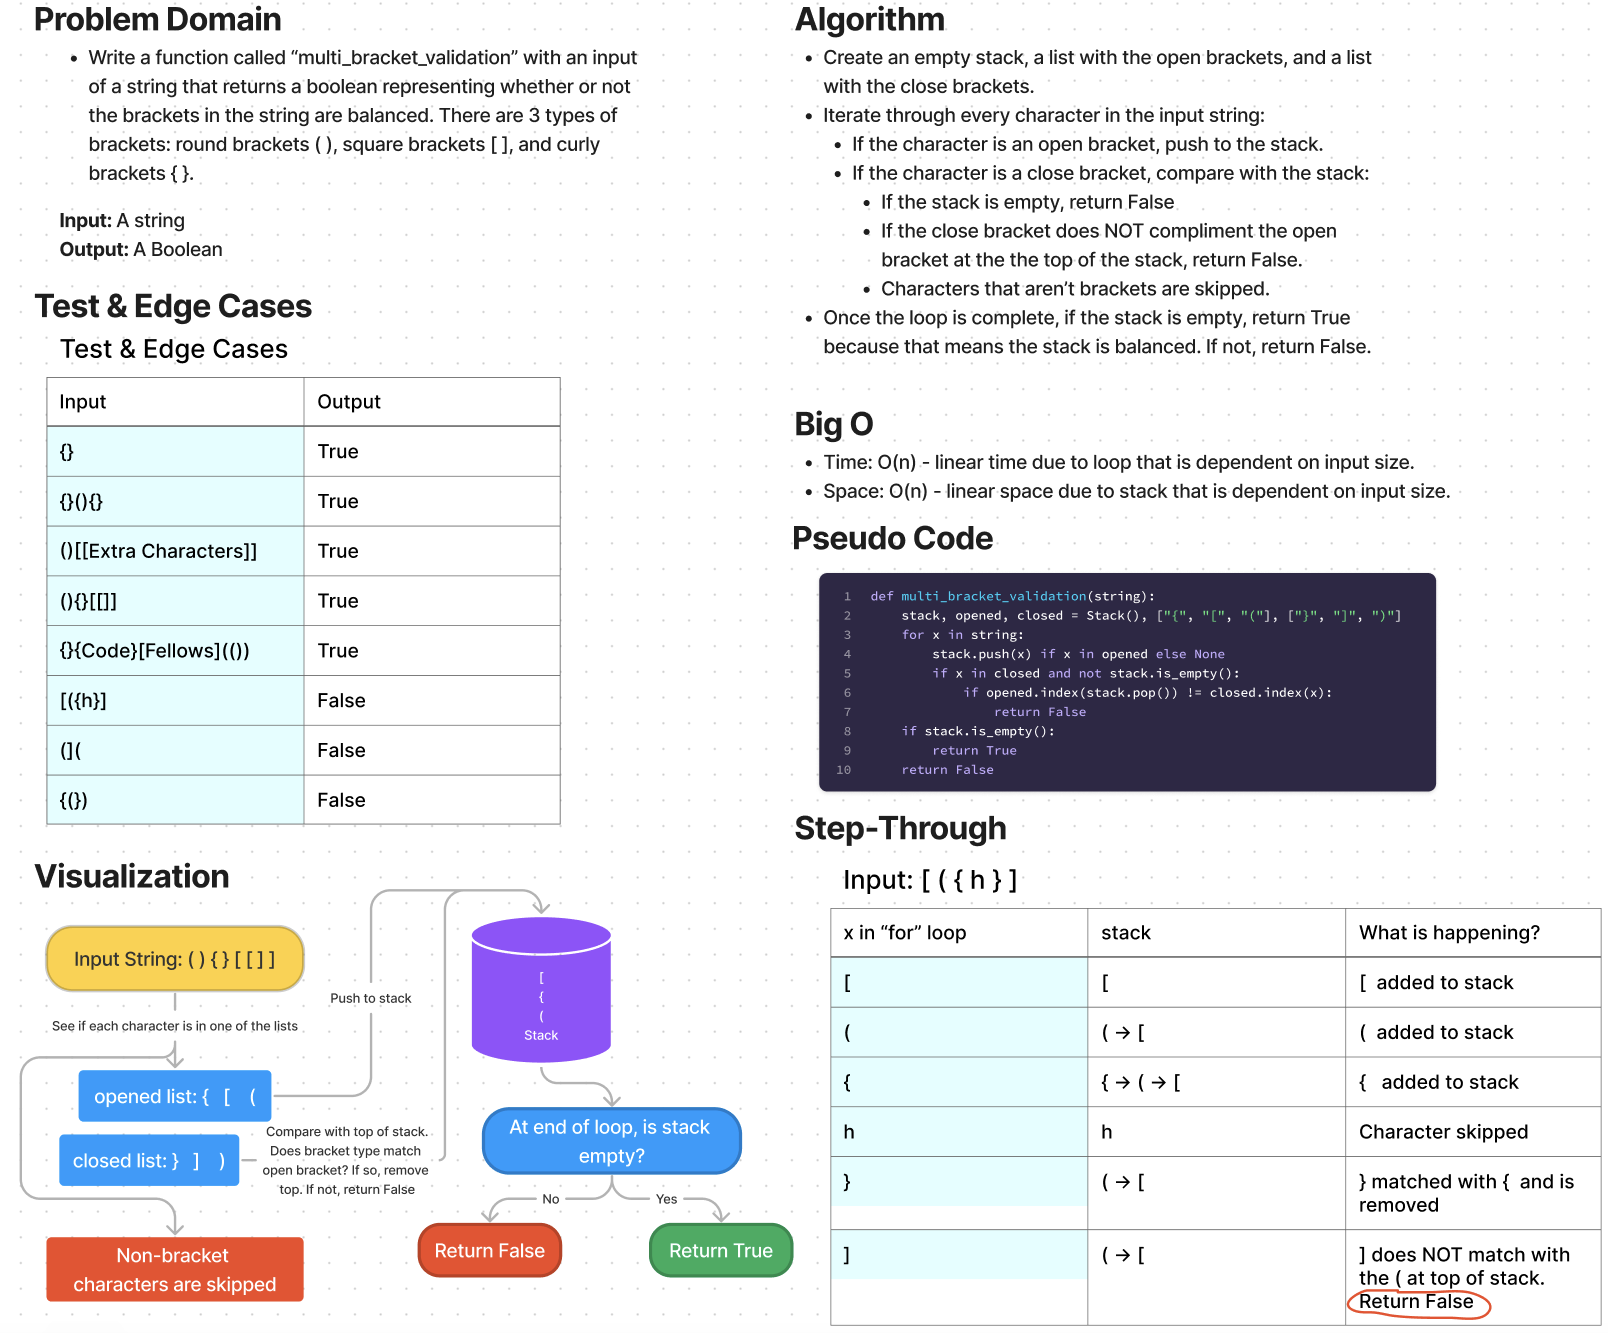 Problem Domain
• Write a function called “multi_bracket_validation” with an input
of a string that returns a boolean representing whether or not
the brackets in the string are balanced. There are 3 types of
brackets: round brackets ( ), square brackets [ ], and curly
brackets { }.
Input: A string
Output: A Boolean
Test & Edge Cases
Test & Edge Cases
Input Output
{} True
{}(){} True
()[[Extra Characters]] True
(){}[[]] True
{}{Code}[Fellows](()) True
[({h}] False
(]( False
{(}) False
Visualization
Input String: ( ) { } [ [ ] ]
See if each character is in one of the lists
opened list: { [ (
closed list: } ] )
Non-bracket
characters are skipped
Push to stack
Compare with top of stack.
Does bracket type match
open bracket? If so, remove
top. If not, return False
[
{
(
Stack
At end of loop, is stack
empty?
No
Yes
Return False
Return True
Algorithm
• Create an empty stack, a list with the open brackets, and a list
with the close brackets.
• Iterate through every character in the input string:
• If the character is an open bracket, push to the stack.
• If the character is a close bracket, compare with the stack:
• If the stack is empty, return False
• If the close bracket does NOT compliment the open
bracket at the the top of the stack, return False.
• Characters that aren’t brackets are skipped.
• Once the loop is complete, if the stack is empty, return True
because that means the stack is balanced. If not, return False.
Big O
• Time: O(n) - linear time due to loop that is dependent on input size.
• Space: O(n) - linear space due to stack that is dependent on input size.
Pseudo Code
1 def multi_bracket_validation(string):
2     stack, opened, closed = Stack(), ["{", "[", "("], ["}", "]", ")"]
3     for x in string:
4         stack.push(x) if x in opened else None
5         if x in closed and not stack.is_empty():
6             if opened.index(stack.pop()) != closed.index(x):
7                 return False
8     if stack.is_empty():
9         return True
10     return False
Step-Through
Input: [ ( { h } ]
x in “for” loop stack What is happening?
[ [ [ added to stack
( ( → [ ( added to stack
{ { → ( → [ { added to stack
h h Character skipped
} ( → [ } matched with { and is
removed
] ( → [ ] does NOT match with
the ( at top of stack.
Return False